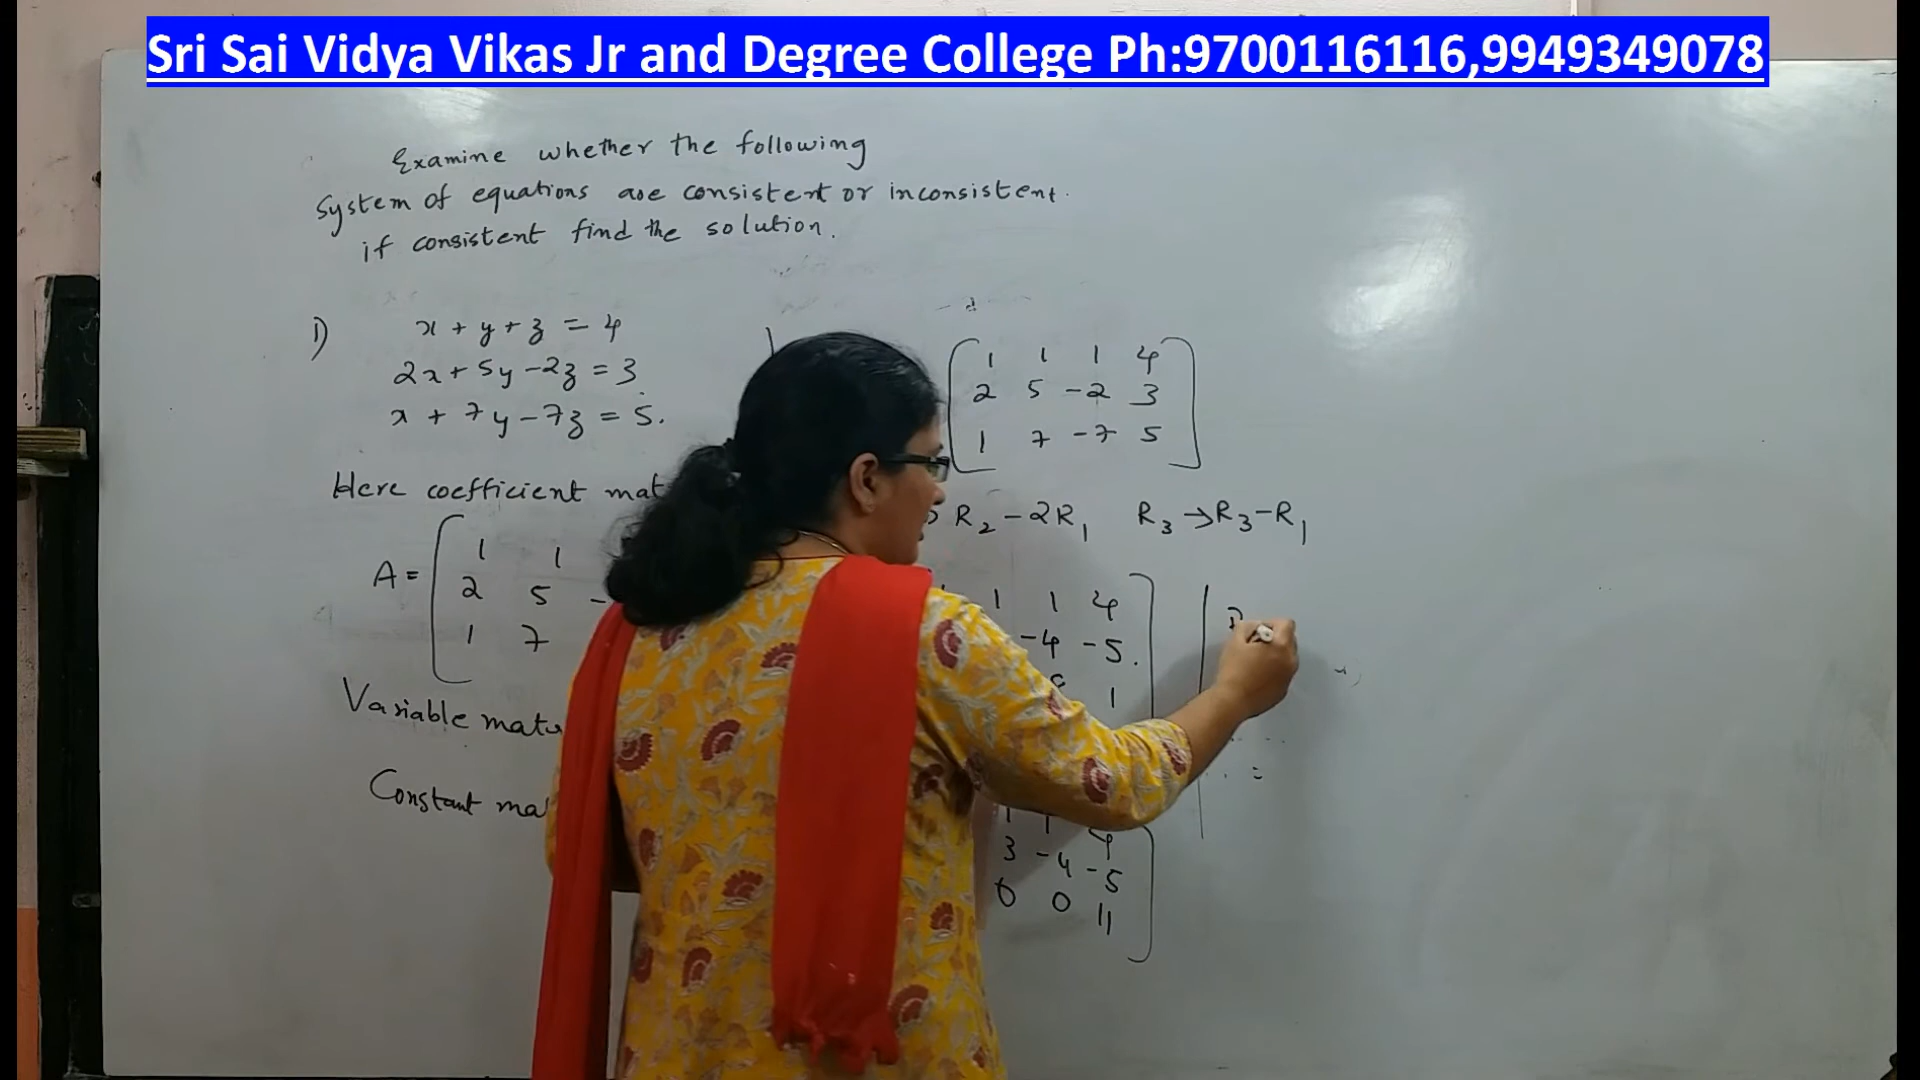 Sri Sai Vidya Vikas Jr and Degree College Ph:9700116116,9949349078
Examine whether the following
system of equations are consistent or inconsistent.
if consistent find the solution.
1) x + y + z = 4
2x + 5y - 2z = 3
x + 7y - 7z = 5.
Here coefficient mat
A =
1 1
2 5 -
1 7
Variable mat
Constant ma
1 1 1 4
2 5 -2 3
1 7 -7 5
R2 - 2R1 R3 → R3 - R1
1 1 4
-4 -5.
1
1 1 4
3 -4 -5
0 0 11